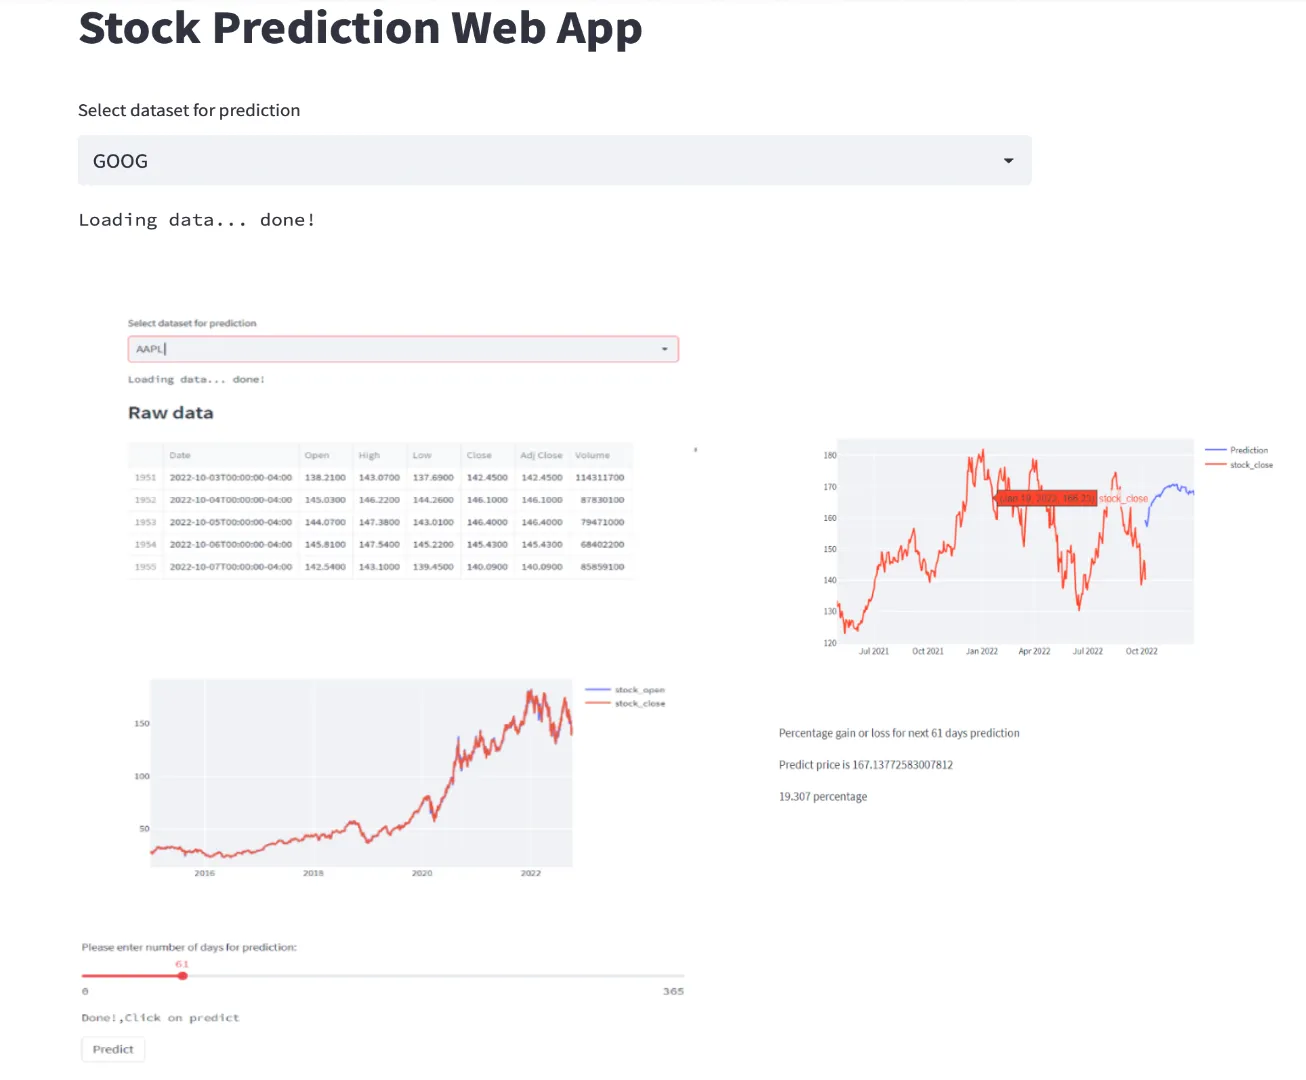 Stock Prediction Web App
Select dataset for prediction
GOOG
Loading data... done!
Select dataset for prediction
AAPL
Loading data... done!
Raw data
Date Open High Low Close Adj Close Volume
1951 2022-10-03T00:00:00-04:00 138.2100 143.0700 137.6900 142.4500 142.4500 114311700
1952 2022-10-04T00:00:00-04:00 145.0300 146.2200 144.2600 146.1000 146.1000 87830100
1953 2022-10-05T00:00:00-04:00 144.0700 147.3800 143.0100 146.4000 146.4000 79471000
1954 2022-10-06T00:00:00-04:00 145.8100 147.5400 145.2200 145.4300 145.4300 68402200
1955 2022-10-07T00:00:00-04:00 142.5400 143.1000 139.4500 140.0900 140.0900 85859100
Prediction
stock_close
180
170
(Jan 19, 2022, 166.23) stock_close
160
150
140
130
120
Jul 2021 Oct 2021 Jan 2022 Apr 2022 Jul 2022 Oct 2022
stock_open
stock_close
150
100
50
2016 2018 2020 2022
Percentage gain or loss for next 61 days prediction
Predict price is 167.13772583007812
19.307 percentage
Please enter number of days for prediction:
61
0 365
Done!,Click on predict
Predict